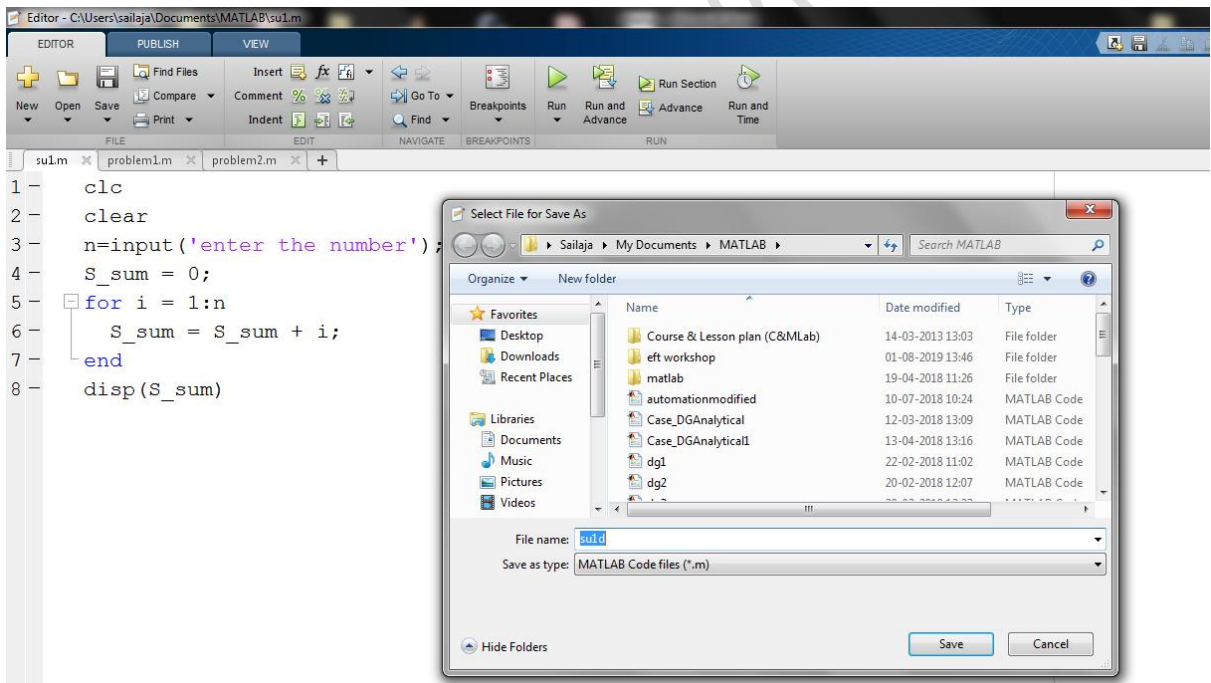 Editor - C:\Users\sailaja\Documents\MATLAB\su1.m
EDITOR PUBLISH VIEW
Find Files Insert fx
New Open Save Compare Comment % Go To Breakpoints Run Run and Advance Run Section Advance Run and Time
Print Indent Find
FILE EDIT NAVIGATE BREAKPOINTS RUN
su1.m problem1.m problem2.m +
1 clc
2 clear
3 n=input('enter the number');
4 S_sum = 0;
5 for i = 1:n
6 S_sum = S_sum + i;
7 end
8 disp(S_sum)
Select File for Save As
Sailaja My Documents MATLAB Search MATLAB
Organize New folder
Favorites
Desktop
Downloads
Recent Places
Libraries
Documents
Music
Pictures
Videos
Name Date modified Type
Course & Lesson plan (C&MLab) 14-03-2013 13:03 File folder
eft workshop 01-08-2019 13:46 File folder
matlab 19-04-2018 11:26 File folder
automationmodified 10-07-2018 10:24 MATLAB Code
Case_DGAnalytical 12-03-2018 13:09 MATLAB Code
Case_DGAnalytical1 13-04-2018 13:16 MATLAB Code
dg1 22-02-2018 11:02 MATLAB Code
dg2 20-02-2018 12:07 MATLAB Code
File name: su1d
Save as type: MATLAB Code files (*.m)
Hide Folders Save Cancel